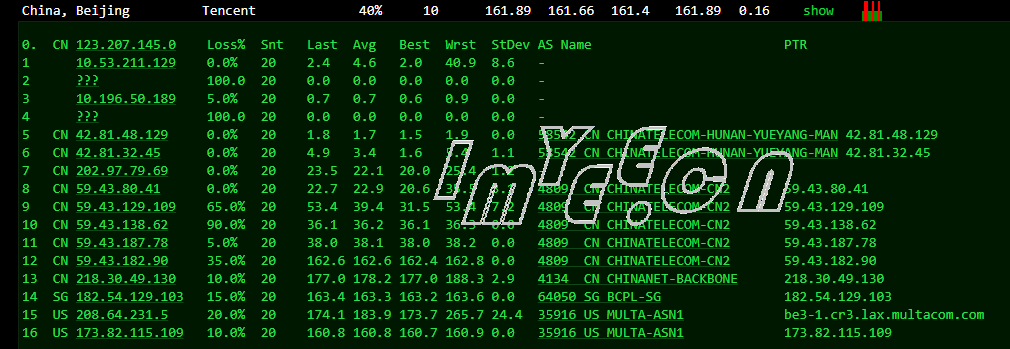 China, Beijing Tencent 40% 10 161.89 161.66 161.4 161.89 0.16 show
0. CN 123.207.145.0 Loss% Snt Last Avg Best Wrst StDev AS Name PTR
1 10.53.211.129 0.0% 20 2.4 4.6 2.0 40.9 8.6 -
2 ??? 100.0 20 0.0 0.0 0.0 0.0 0.0 -
3 10.196.50.189 5.0% 20 0.7 0.7 0.6 0.9 0.0 -
4 ??? 100.0 20 0.0 0.0 0.0 0.0 0.0 -
5 CN 42.81.48.129 0.0% 20 1.8 1.7 1.5 1.9 0.0 CN CHINATELECOM-HUNAN-YUEYANG-MAN 42.81.48.129
6 CN 42.81.32.45 0.0% 20 4.9 3.4 1.6 1.1 CN CHINATELECOM-HUNAN-YUEYANG-MAN 42.81.32.45
7 CN 202.97.79.69 0.0% 20 23.5 22.1 20.0
8 CN 59.43.80.41 0.0% 20 22.7 22.9 20.6 4809 CN CHINATELECOM-CN2 59.43.80.41
9 CN 59.43.129.109 65.0% 20 53.4 39.4 31.5 4809 CN CHINATELECOM-CN2 59.43.129.109
10 CN 59.43.138.62 90.0% 20 36.1 36.2 36.1 4809 CN CHINATELECOM-CN2 59.43.138.62
11 CN 59.43.187.78 5.0% 20 38.0 38.1 38.0 38.2 0.0 4809 CN CHINATELECOM-CN2 59.43.187.78
12 CN 59.43.182.90 35.0% 20 162.6 162.6 162.4 162.8 0.0 4809 CN CHINATELECOM-CN2 59.43.182.90
13 CN 218.30.49.130 10.0% 20 177.0 178.2 177.0 188.3 2.9 4134 CN CHINANET-BACKBONE 218.30.49.130
14 SG 182.54.129.103 15.0% 20 163.4 163.3 163.2 163.6 0.0 64050 SG BCPL-SG 182.54.129.103
15 US 208.64.231.5 20.0% 20 174.1 183.9 173.7 265.7 24.4 35916 US MULTA-ASN1 be3-1.cr3.lax.multacom.com
16 US 173.82.115.109 10.0% 20 160.8 160.8 160.7 160.9 0.0 35916 US MULTA-ASN1 173.82.115.109